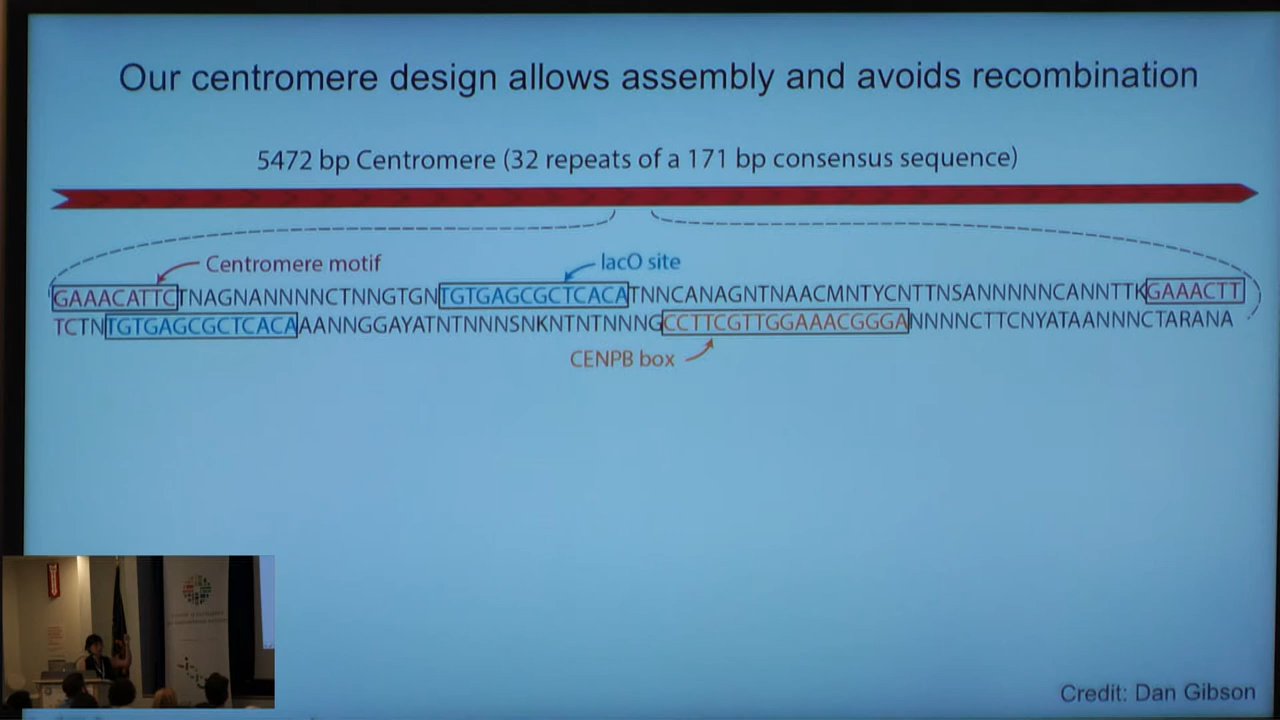 Our centromere design allows assembly and avoids recombination
5472 bp Centromere (32 repeats of a 171 bp consensus sequence)
Centromere motif
lacO site
GAAACATTCTNAGNANNNNNCTNNGTGNTGTGAGCGCTCACATNNCANAGNTNAACMNTYCNTTNSANNNNNCANNTTKGAAACTT
TCTNTGTGAGCGCTCACAAANNGGAYATNTNNNSNKNTNTNNNGCCTTCGTTGGAAACGGGANNNNCTTCNYATAANNNCTARANA
CENPB box
Credit: Dan Gibson